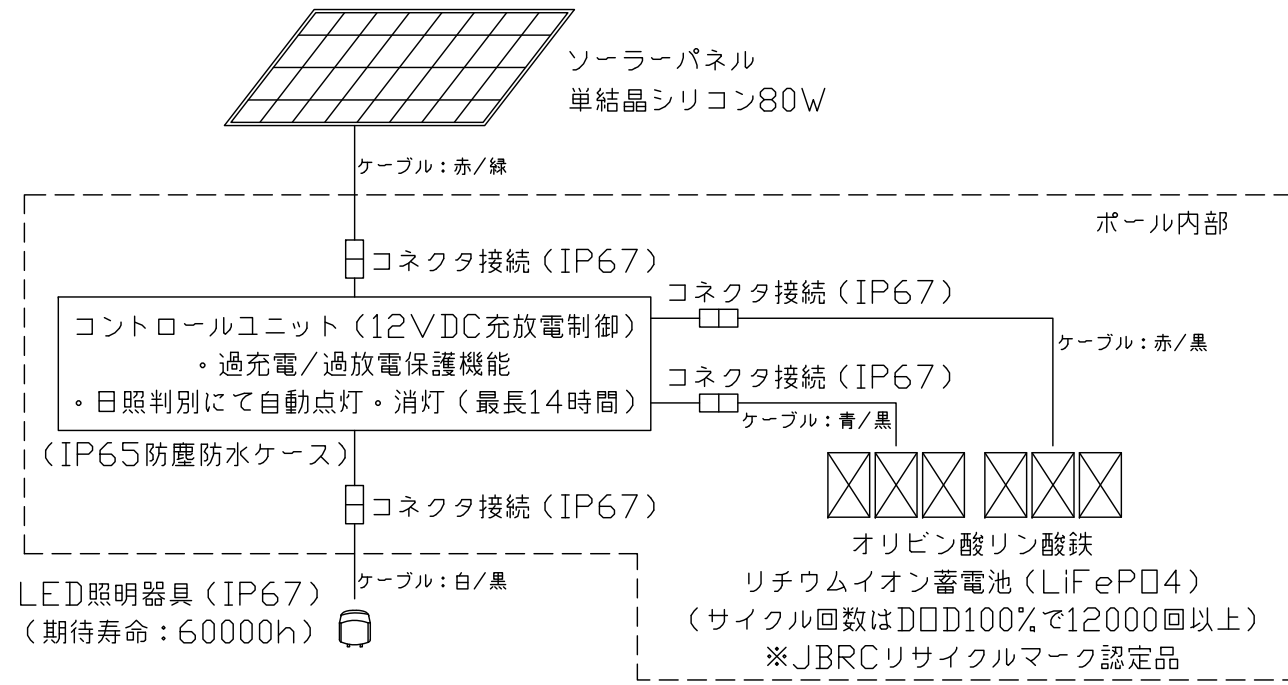 ソーラーパネル
単結晶シリコン80W
ケーブル：赤/緑
ポール内部
コネクタ接続（IP67）
コネクタ接続（IP67）
コントロールユニット（12VDC充放電制御）
・過充電/過放電保護機能
・日照判別にて自動点灯・消灯（最長14時間）
ケーブル：赤/黒
コネクタ接続（IP67）
ケーブル：青/黒
（IP65防塵防水ケース）
コネクタ接続（IP67）
オリビン酸リン酸鉄
リチウムイオン蓄電池（LiFePO4）
（サイクル回数はDOD100%で12000回以上）
※JBRCリサイクルマーク認定品
ケーブル：白/黒
LED照明器具（IP67）
（期待寿命：60000h）